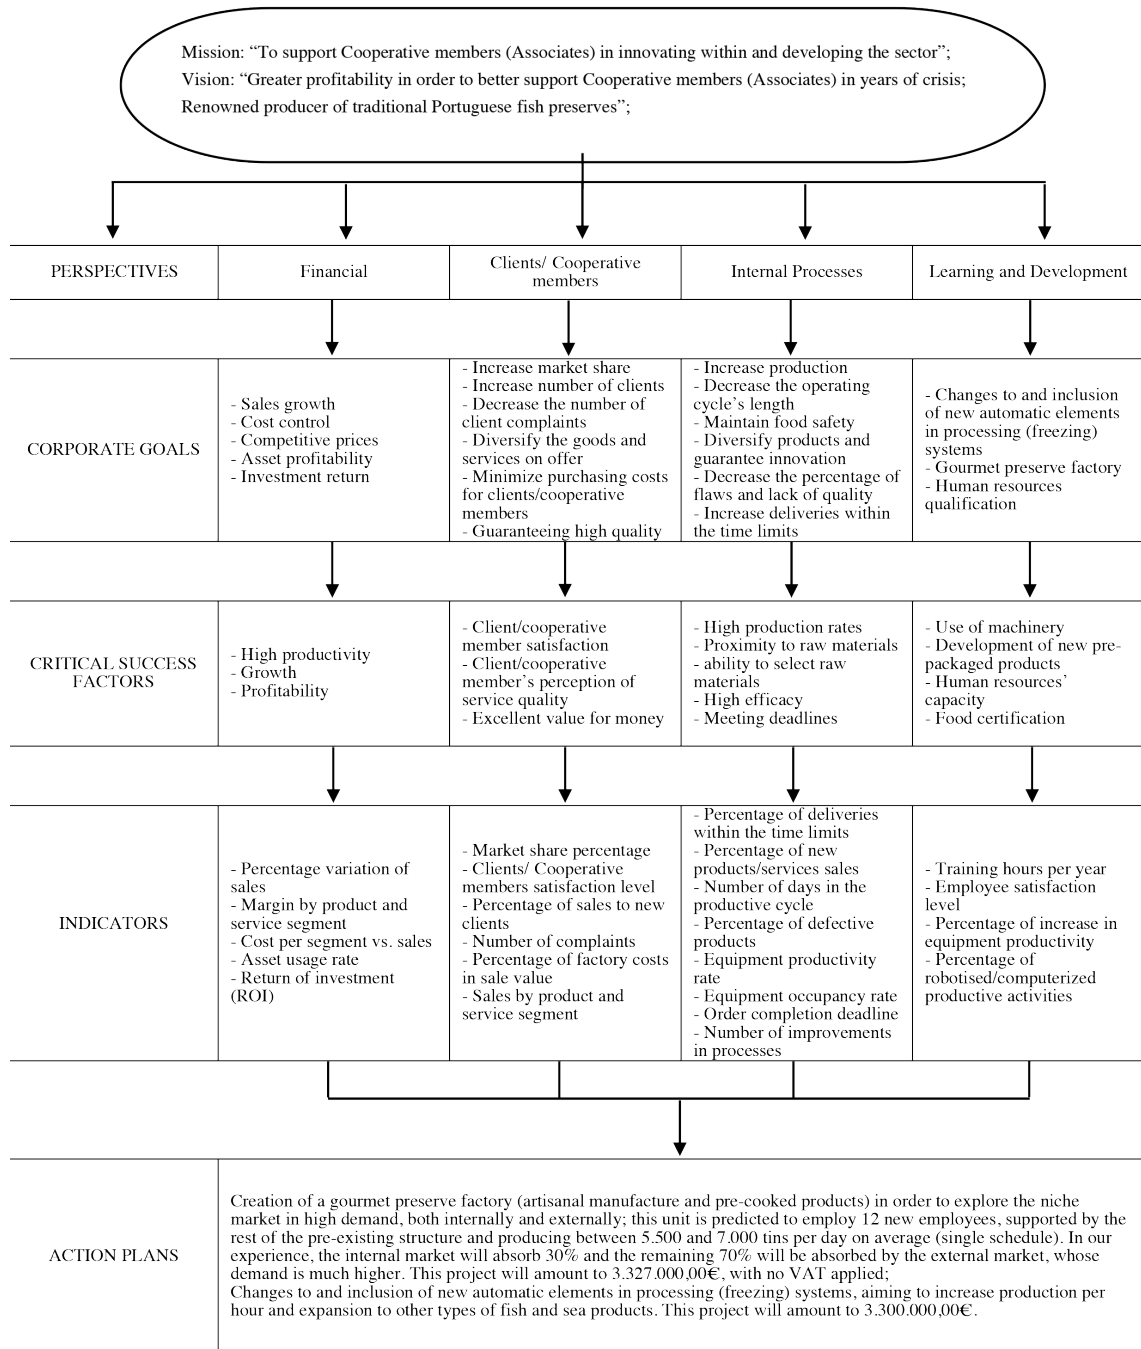 Mission: “To support Cooperative members (Associates) in innovating within and developing the sector”;
Vision: “Greater profitability in order to better support Cooperative members (Associates) in years of crisis;
Renowned producer of traditional Portuguese fish preserves”;
PERSPECTIVES
Financial
Clients/ Cooperative
members
Internal Processes
Learning and Development
CORPORATE GOALS
- Sales growth
- Cost control
- Competitive prices
- Asset profitability
- Investment return
- Increase market share
- Increase number of clients
- Decrease the number of
client complaints
- Diversify the goods and
services on offer
- Minimize purchasing costs
for clients/cooperative
members
- Guaranteeing high quality
- Increase production
- Decrease the operating
cycle’s length
- Maintain food safety
- Diversify products and
guarantee innovation
- Decrease the percentage of
flaws and lack of quality
- Increase deliveries within
the time limits
- Changes to and inclusion
of new automatic elements
in processing (freezing)
systems
- Gourmet preserve factory
- Human resources
qualification
CRITICAL SUCCESS
FACTORS
- High productivity
- Growth
- Profitability
- Client/cooperative
member satisfaction
- Client/cooperative
member’s perception of
service quality
- Excellent value for money
- High production rates
- Proximity to raw materials
- ability to select raw
materials
- High efficacy
- Meeting deadlines
- Use of machinery
- Development of new pre-
packaged products
- Human resources’
capacity
- Food certification
INDICATORS
- Percentage variation of
sales
- Margin by product and
service segment
- Cost per segment vs. sales
- Asset usage rate
- Return of investment
(ROI)
- Market share percentage
- Clients/ Cooperative
members satisfaction level
- Percentage of sales to new
clients
- Number of complaints
- Percentage of factory costs
in sale value
- Sales by product and
service segment
- Percentage of deliveries
within the time limits
- Percentage of new
products/services sales
- Number of days in the
productive cycle
- Percentage of defective
products
- Equipment productivity
rate
- Equipment occupancy rate
- Order completion deadline
- Number of improvements
in processes
- Training hours per year
- Employee satisfaction
level
- Percentage of increase in
equipment productivity
- Percentage of
robotised/computerized
productive activities
ACTION PLANS
Creation of a gourmet preserve factory (artisanal manufacture and pre-cooked products) in order to explore the niche
market in high demand, both internally and externally; this unit is predicted to employ 12 new employees, supported by the
rest of the pre-existing structure and producing between 5.500 and 7.000 tins per day on average (single schedule). In our
experience, the internal market will absorb 30% and the remaining 70% will be absorbed by the external market, whose
demand is much higher. This project will amount to 3.327.000,00€, with no VAT applied;
Changes to and inclusion of new automatic elements in processing (freezing) systems, aiming to increase production per
hour and expansion to other types of fish and sea products. This project will amount to 3.300.000,00€.